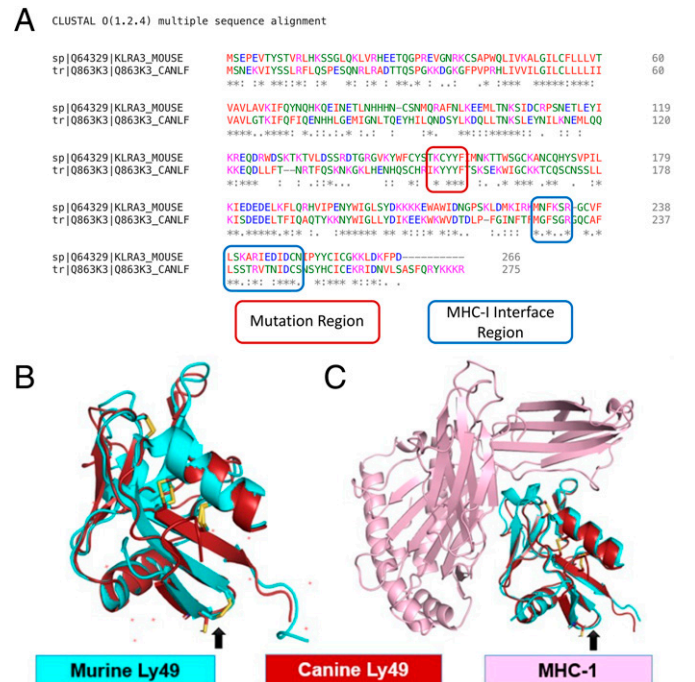 A
CLUSTAL O(1.2.4) multiple sequence alignment
sp|Q64329|KLRA3_MOUSE MSEPEVTYSTVRLHKSSGLQKLVRHEETQGPREVGNRKCSAPWQLIVKALGILCFLLLVT 60
tr|Q863K3|Q863K3_CANLF MSNEKVIYSSLRFLQSPESQNRLRADTTQSPGKKDGKGFPVPRHLIVVILGILCLLLLII 60
sp|Q64329|KLRA3_MOUSE VAVLAVKIFQYNQHKQEINETLNHHHN-CSNMQRAFNLKEEMLTNKSIDCRPSNETLEYI 119
tr|Q863K3|Q863K3_CANLF VAVLGTKIFQFIQENHHLGEMIGNLTQEYHILQNDSYLKDQLLTNKSLEYNILKNEMLQQ 120
sp|Q64329|KLRA3_MOUSE KREQDRWDSKTKTVLDSSRDTGRGVKYWFCYSTKCYYFIMNKTTWSGCKANCQHYSVPIL 179
tr|Q863K3|Q863K3_CANLF KKEQDLLFT--NRTFQSKNKGKLHENHQSCHRIKYYYFTSKSEKWIGCKKTCQSCNSSLL 178
sp|Q64329|KLRA3_MOUSE KIEDEDELKFLQRHVIPENYWIGLSYDKKKKEWAWIDNGPSKLDMKIRKMNFKSR-GCVF 238
tr|Q863K3|Q863K3_CANLF KISDEDELTFIQAQTYKKNYWIGLLYDIKEEKWKWVDTDLP-FGINFTFMGFSGRGQCAF 237
sp|Q64329|KLRA3_MOUSE LSKARIEDIDCNIPYYCICGKKLDKFPD---------- 266
tr|Q863K3|Q863K3_CANLF LSSTRVTNIDCSNSYHCICEKRIDNVLSASFQRYKKKR 275
Mutation Region
MHC-I Interface
Region
B
C
Murine Ly49
Canine Ly49
MHC-1